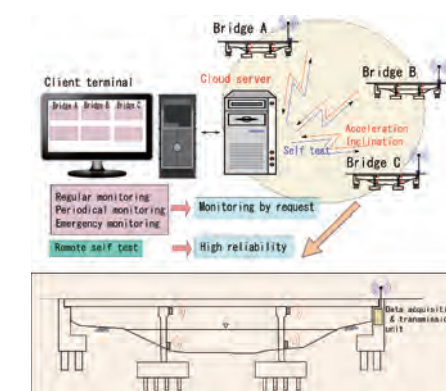 Bridge A
Client terminal
Cloud server
Bridge B
Bridge A Bridge B Bridge C
Acceleration
Inclination
Self test
Bridge C
Regular monitoring
Periodical monitoring
Emergency monitoring
Monitoring by request
Remote self test
High reliability
Data acquisiti
& transmission
unit